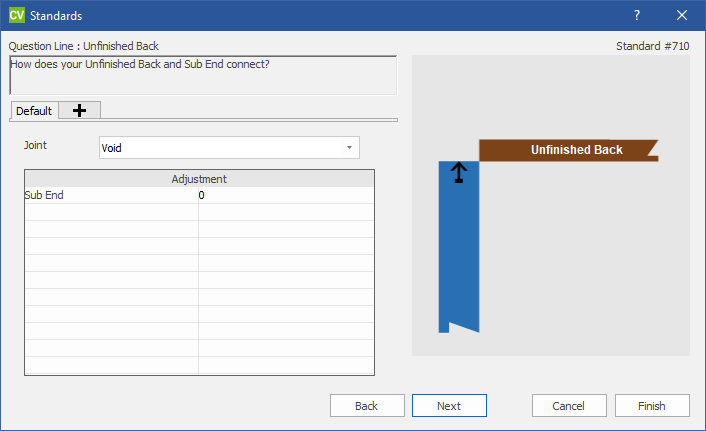 CV Standards ?
Question Line : Unfinished Back
Standard #710
How does your Unfinished Back and Sub End connect?
Default
Joint
Void
Adjustment
Sub End 0
Unfinished Back
Back Next Cancel Finish